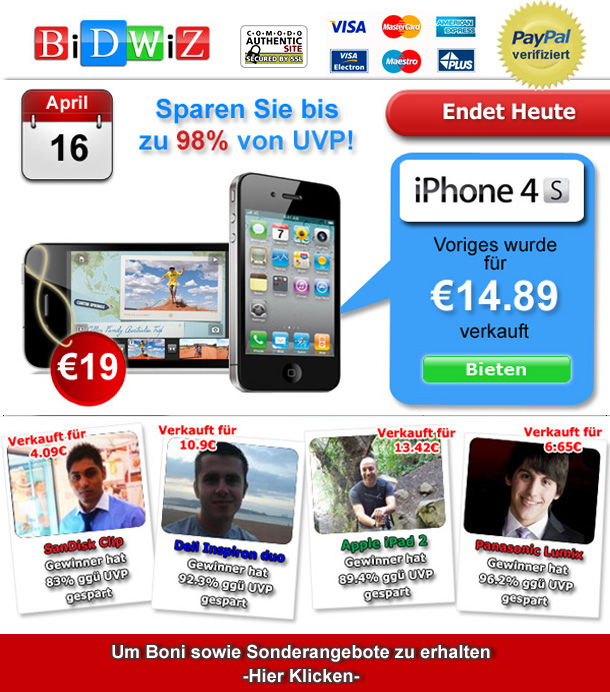 BiDWiZ
COMODO
AUTHENTIC
SITE
SECURED BY SSL
VISA
MasterCard
AMERICAN EXPRESS
VISA
Electron
Maestro
PLUS
PayPal
verifiziert
April
16
Sparen Sie bis
zu 98% von UVP!
Endet Heute
iPhone 4 S
Voriges wurde
für
€14.89
verkauft
Bieten
€19
Verkauft für
4.09€
SanDisk Clip
Gewinner hat
83% ggü UVP
gespart
Verkauft für
10.9€
Dell Inspiron duo
Gewinner hat
92.3% ggü UVP
gespart
Verkauft für
13.42€
Apple iPad 2
Gewinner hat
89.4% ggü UVP
gespart
Verkauft für
6:65€
Panasonic Lumix
Gewinner hat
96.2% ggü UVP
gespart
Um Boni sowie Sonderangebote zu erhalten
-Hier Klicken-